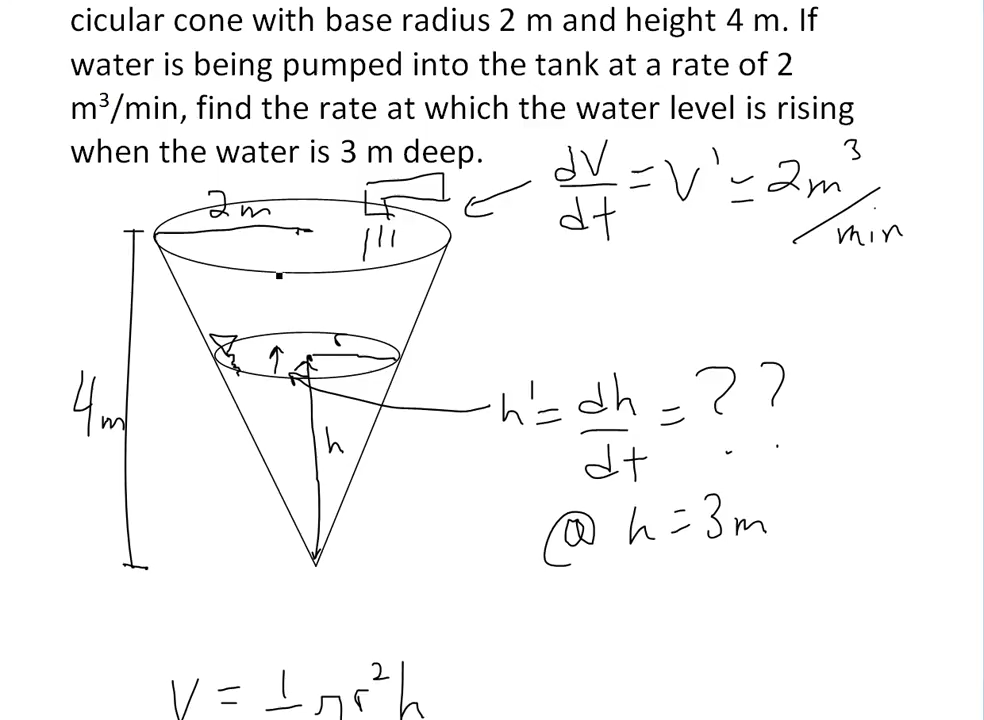 cicular cone with base radius 2 m and height 4 m. If
water is being pumped into the tank at a rate of 2
m³/min, find the rate at which the water level is rising
when the water is 3 m deep.
dV/dt = V' = 2m³/min
2m
r
4m
h
h' = dh/dt = ? ?
@ h = 3m
V = 1 π r² h